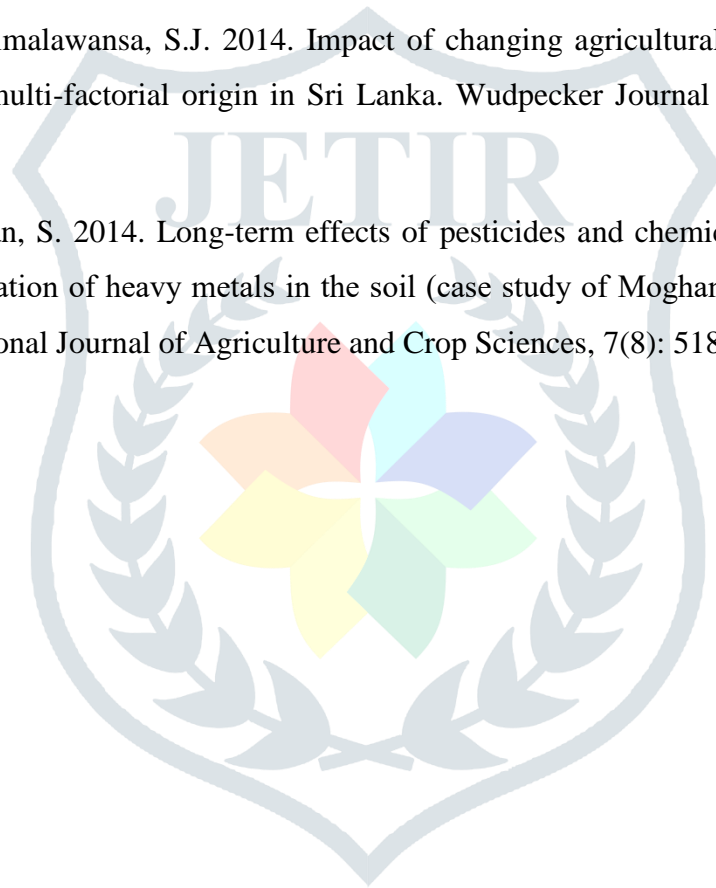 malawansa, S.J. 2014. Impact of changing agricultural
multi-factorial origin in Sri Lanka. Wudpecker Journal
JETIR
n, S. 2014. Long-term effects of pesticides and chemic
ation of heavy metals in the soil (case study of Moghan
onal Journal of Agriculture and Crop Sciences, 7(8): 518